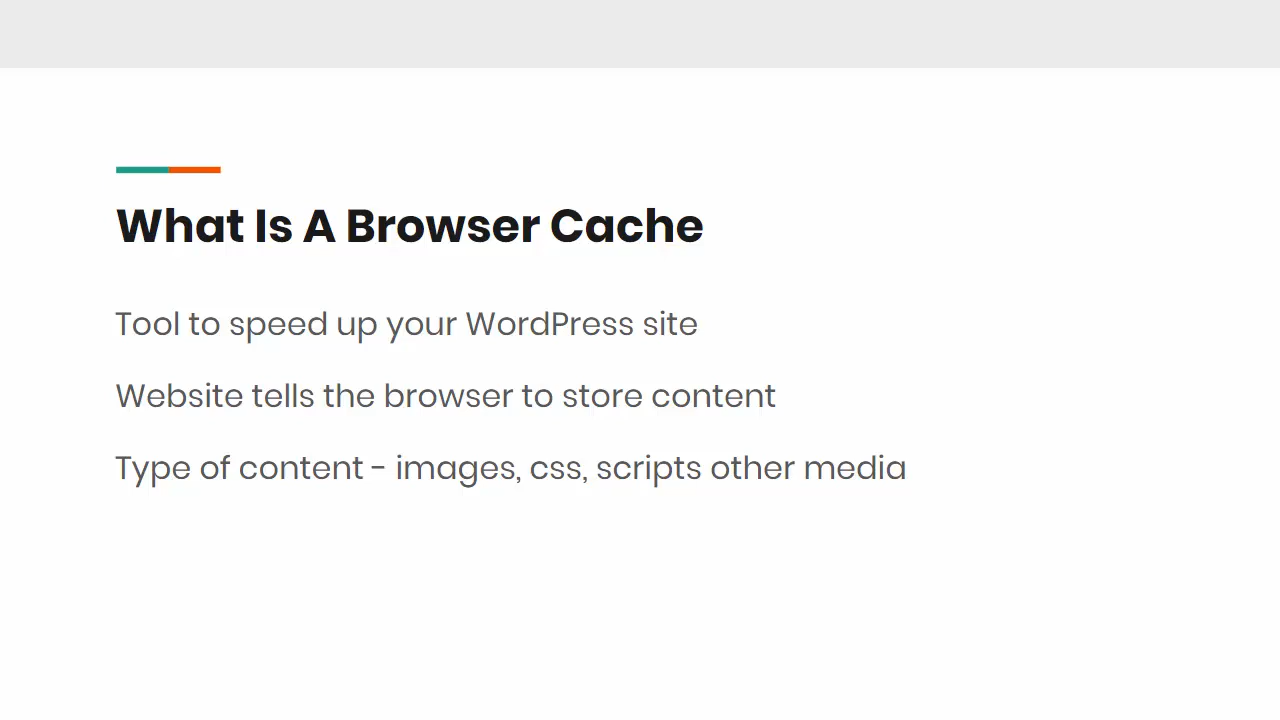 What Is A Browser Cache
Tool to speed up your WordPress site
Website tells the browser to store content
Type of content - images, css, scripts other media